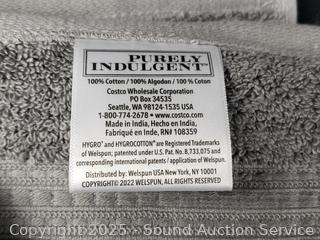 PURELY
INDULGENT™
100% Cotton / 100% Algodon / 100 % Coton
Costco Wholesale Corporation
PO Box 34535
Seattle, WA 98124-1535 USA
1-800-774-2678 • www.costco.com
Made in India, Hecho en India,
Fabriqué en Inde, RN# 108359
HYGRO® and HYGROCOTTON® are Registered Trademarks
of Welspun; patented under U.S. Pat. No. 8,733,075 and
corresponding international patents / application of Welspun.
Distributed by: Welspun USA New York, NY 10001
COPYRIGHT© 2022 WELSPUN, ALL RIGHTS RESERVED
Copyright © 2025 - Sound Auction Service